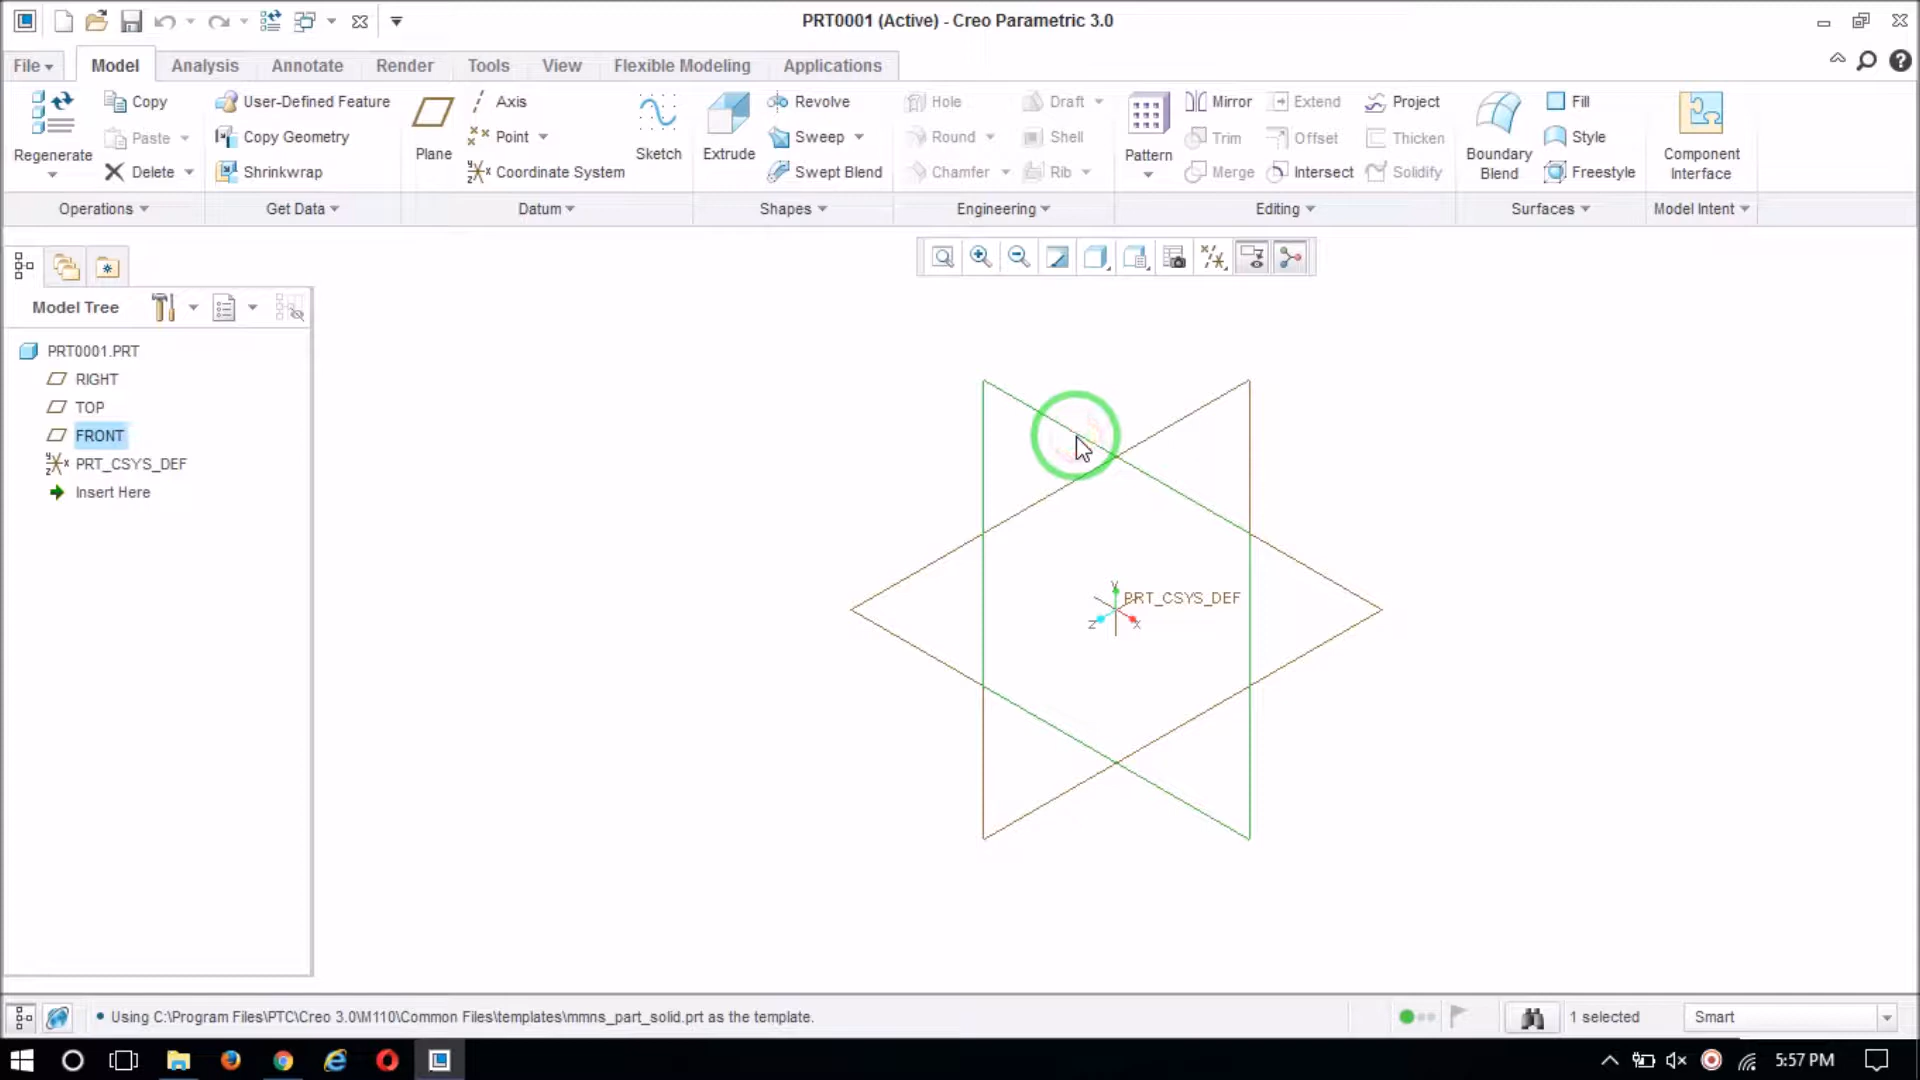 PRT0001 (Active) - Creo Parametric 3.0
File Model Analysis Annotate Render Tools View Flexible Modeling Applications
Regenerate
Copy
Paste
Delete
Operations
User-Defined Feature
Copy Geometry
Shrinkwrap
Get Data
Plane
Axis
Point
Coordinate System
Sketch
Datum
Extrude
Revolve
Sweep
Swept Blend
Shapes
Hole
Round
Chamfer
Draft
Shell
Rib
Engineering
Pattern
Mirror
Trim
Merge
Extend
Offset
Intersect
Project
Thicken
Solidify
Editing
Boundary
Blend
Fill
Style
Freestyle
Surfaces
Component
Interface
Model Intent
Model Tree
PRT0001.PRT
RIGHT
TOP
FRONT
PRT_CSYS_DEF
Insert Here
y
PRT_CSYS_DEF
z x
Using C:\Program Files\PTC\Creo 3.0\M110\Common Files\templates\mmns_part_solid.prt as the template.
1 selected
Smart
5:57 PM